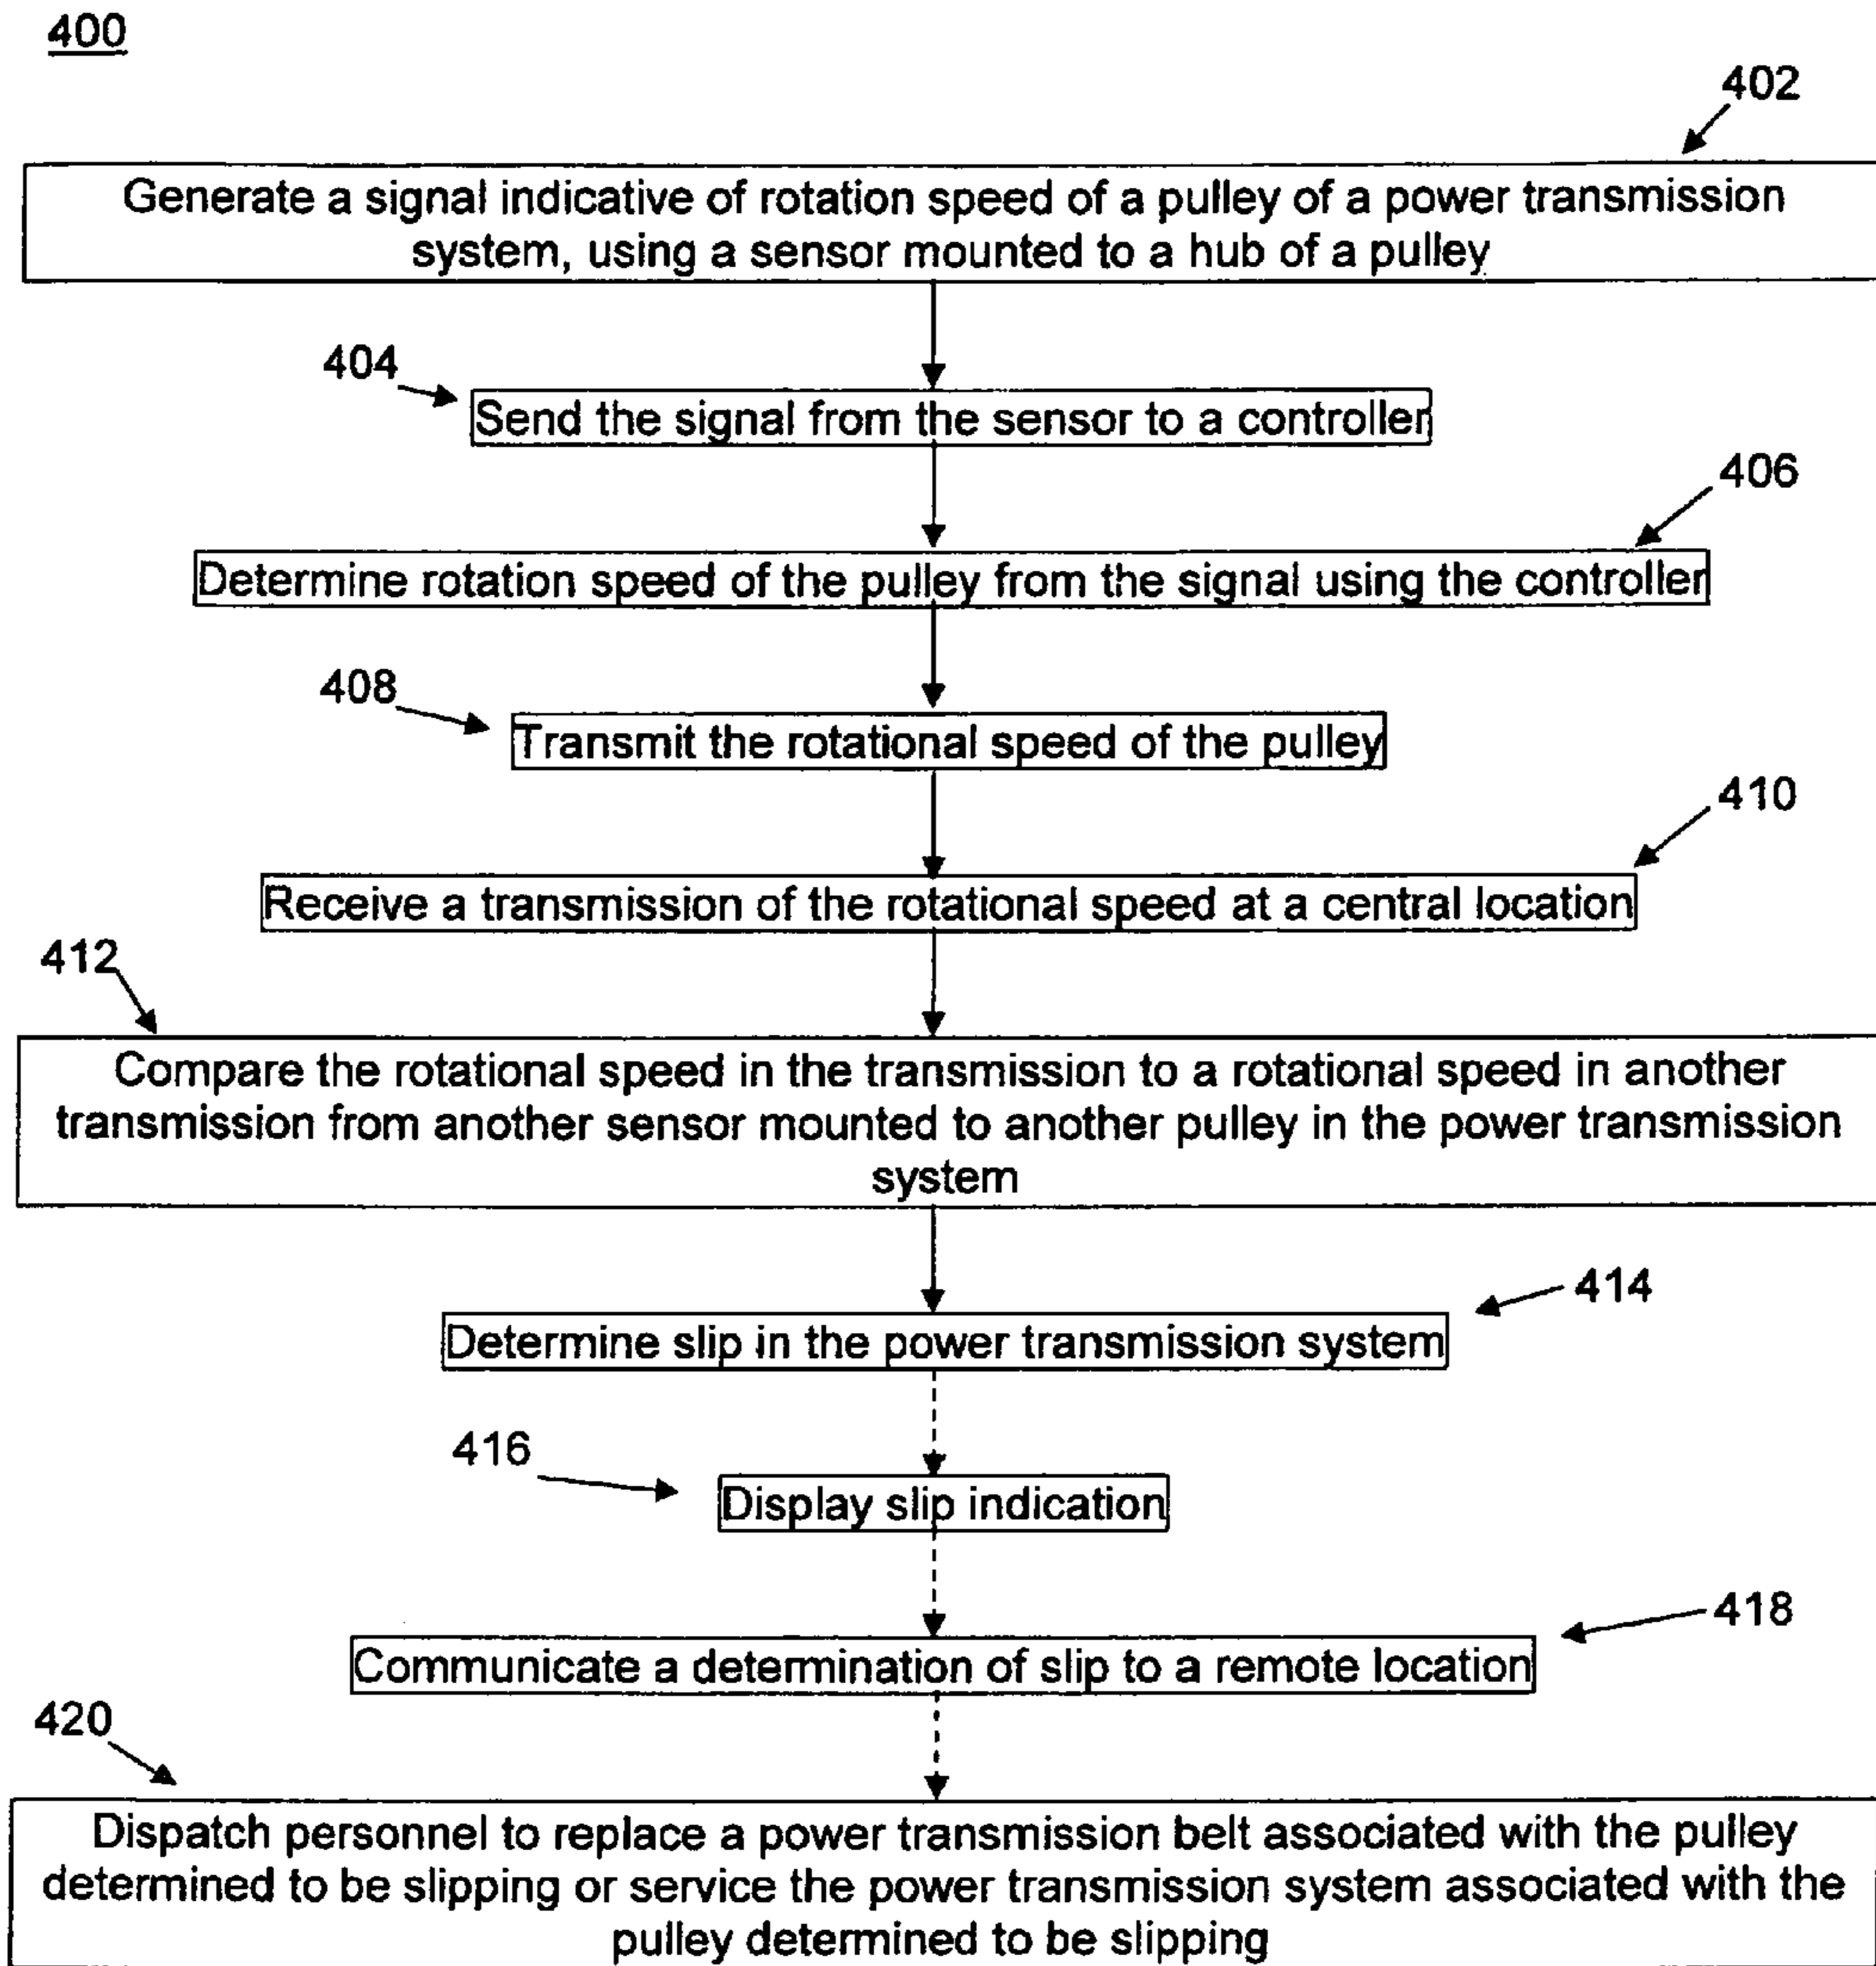 400
402
Generate a signal indicative of rotation speed of a pulley of a power transmission
system, using a sensor mounted to a hub of a pulley
404
Send the signal from the sensor to a controller
406
Determine rotation speed of the pulley from the signal using the controller
408
Transmit the rotational speed of the pulley
410
Receive a transmission of the rotational speed at a central location
412
Compare the rotational speed in the transmission to a rotational speed in another
transmission from another sensor mounted to another pulley in the power transmission
system
414
Determine slip in the power transmission system
416
Display slip indication
418
Communicate a determination of slip to a remote location
420
Dispatch personnel to replace a power transmission belt associated with the pulley
determined to be slipping or service the power transmission system associated with the
pulley determined to be slipping